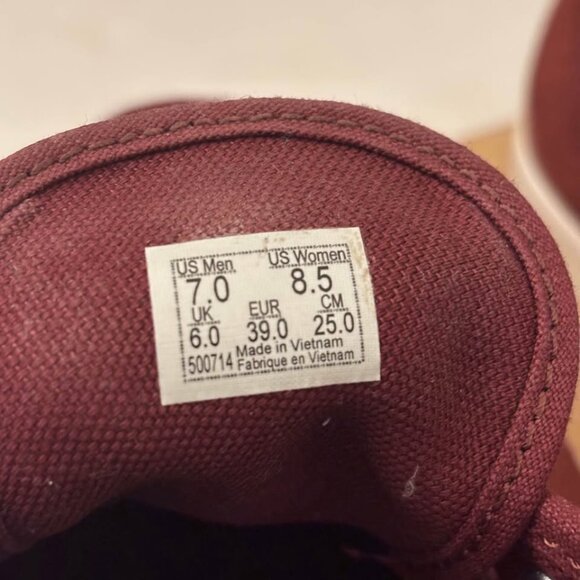 US Men US Women
7.0 8.5
UK EUR CM
6.0 39.0 25.0
Made in Vietnam
500714 Fabrique en Vietnam